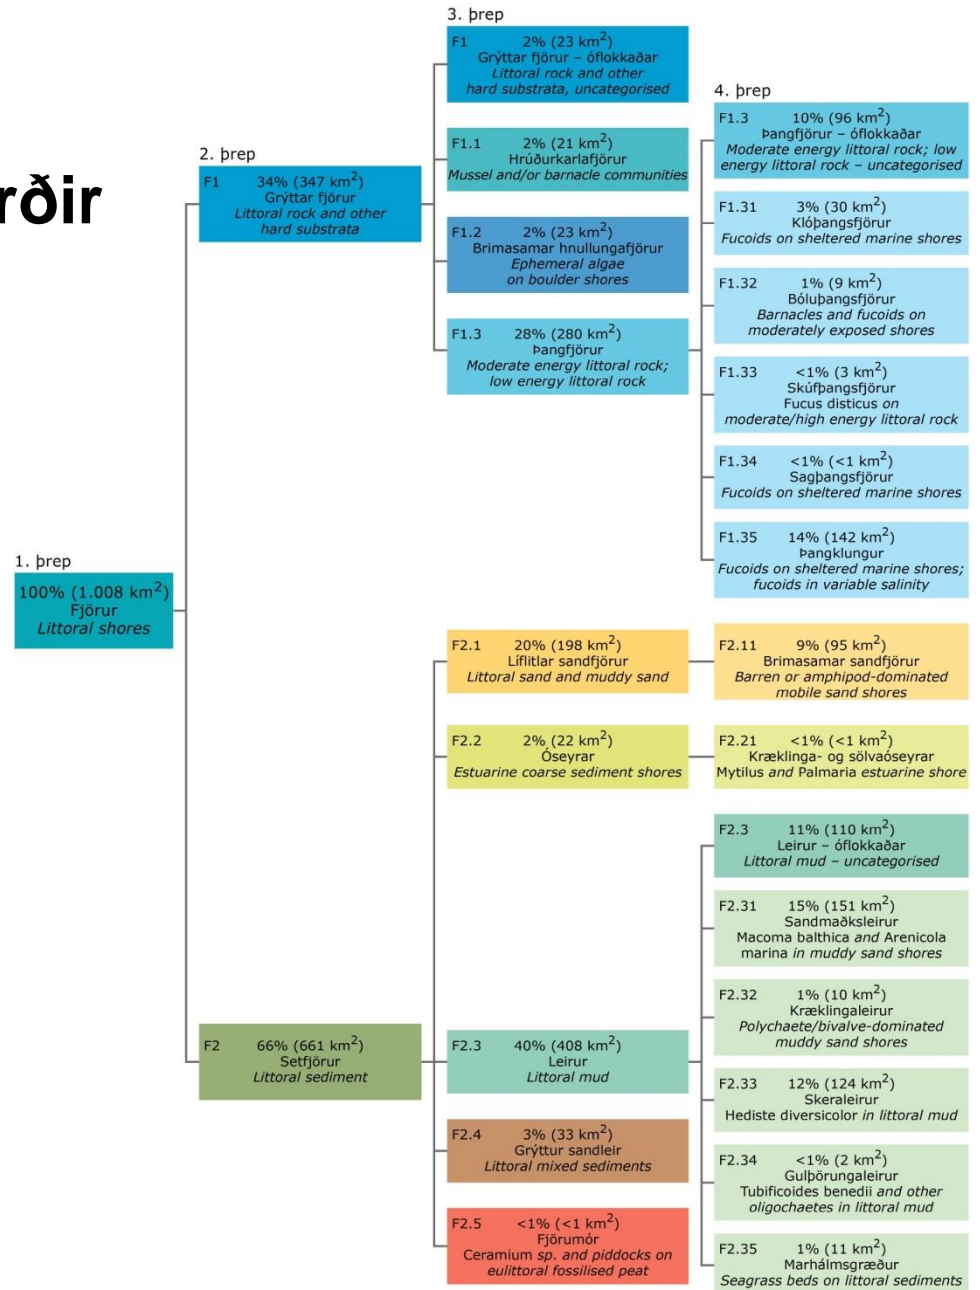 rðir
1. þrep
100% (1.008 km²)
Fjörur
Littoral shores
2. þrep
F1 34% (347 km²)
Grýttar fjörur
Littoral rock and other
hard substrata
F2 66% (661 km²)
Setfjörur
Littoral sediment
3. þrep
F1 2% (23 km²)
Grýttar fjörur – óflokkaðar
Littoral rock and other
hard substrata, uncategorised
F1.1 2% (21 km²)
Hrúðurkarlafjörur
Mussel and/or barnacle communities
F1.2 2% (23 km²)
Brimasamar hnullungafjörur
Ephemeral algae
on boulder shores
F1.3 28% (280 km²)
Þangfjörur
Moderate energy littoral rock;
low energy littoral rock
F2.1 20% (198 km²)
Líflitlar sandfjörur
Littoral sand and muddy sand
F2.2 2% (22 km²)
Óseyrar
Estuarine coarse sediment shores
F2.3 40% (408 km²)
Leirur
Littoral mud
F2.4 3% (33 km²)
Grýttur sandleir
Littoral mixed sediments
F2.5 <1% (<1 km²)
Fjörumór
Ceramium sp. and piddocks on
eulittoral fossilised peat
4. þrep
F1.3 10% (96 km²)
Þangfjörur – óflokkaðar
Moderate energy littoral rock; low
energy littoral rock – uncategorised
F1.31 3% (30 km²)
Klóþangsfjörur
Fucoids on sheltered marine shores
F1.32 1% (9 km²)
Bóluþangsfjörur
Barnacles and fucoids on
moderately exposed shores
F1.33 <1% (3 km²)
Skúfþangsfjörur
Fucus disticus on
moderate/high energy littoral rock
F1.34 <1% (<1 km²)
Sagþangsfjörur
Fucoids on sheltered marine shores
F1.35 14% (142 km²)
Þangklungur
Fucoids on sheltered marine shores;
fucoids in variable salinity
F2.11 9% (95 km²)
Brimasamar sandfjörur
Barren or amphipod-dominated
mobile sand shores
F2.21 <1% (<1 km²)
Kræklinga- og sölvaóseyrar
Mytilus and Palmaria estuarine shore
F2.3 11% (110 km²)
Leirur – óflokkaðar
Littoral mud – uncategorised
F2.31 15% (151 km²)
Sandmaðksleirur
Macoma balthica and Arenicola
marina in muddy sand shores
F2.32 1% (10 km²)
Kræklingaleirur
Polychaete/bivalve-dominated
muddy sand shores
F2.33 12% (124 km²)
Skeraleirur
Hediste diversicolor in littoral mud
F2.34 <1% (2 km²)
Gulþörungaleirur
Tubificoides benedii and other
oligochaetes in littoral mud
F2.35 1% (11 km²)
Marhálmsgræður
Seagrass beds on littoral sediments